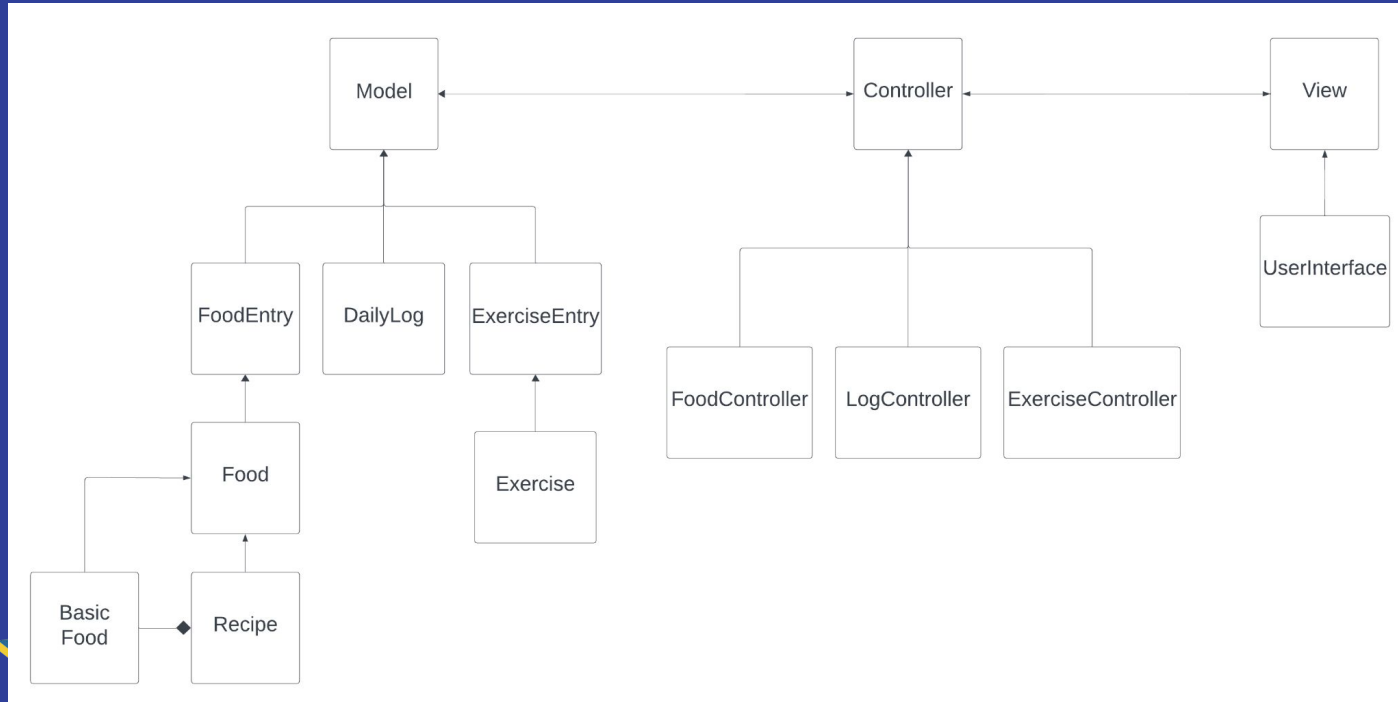 Model
Controller
View
UserInterface
FoodEntry
DailyLog
ExerciseEntry
FoodController
LogController
ExerciseController
Food
Exercise
Basic
Food
Recipe